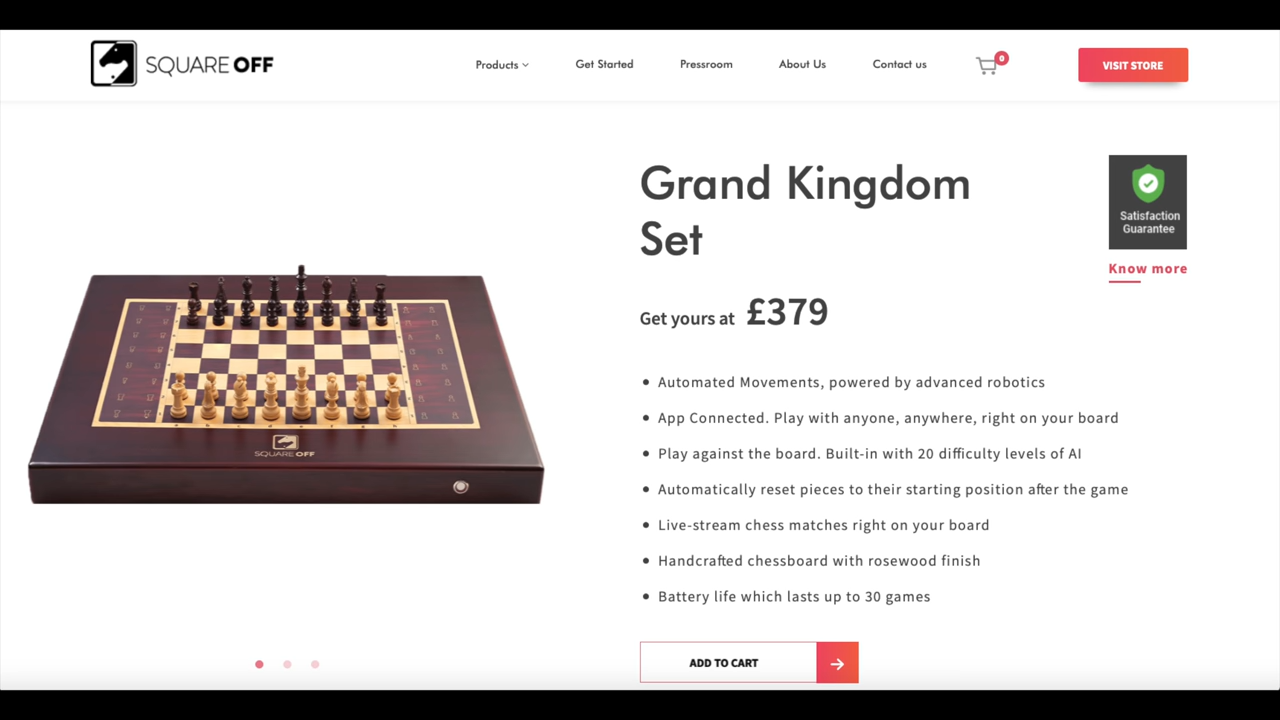 SQUARE OFF
Products
Get Started
Pressroom
About Us
Contact us
0
VISIT STORE
Grand Kingdom
Set
Satisfaction
Guarantee
Know more
Get yours at £379
Automated Movements, powered by advanced robotics
App Connected. Play with anyone, anywhere, right on your board
Play against the board. Built-in with 20 difficulty levels of AI
Automatically reset pieces to their starting position after the game
Live-stream chess matches right on your board
Handcrafted chessboard with rosewood finish
Battery life which lasts up to 30 games
SQUARE OFF
ADD TO CART